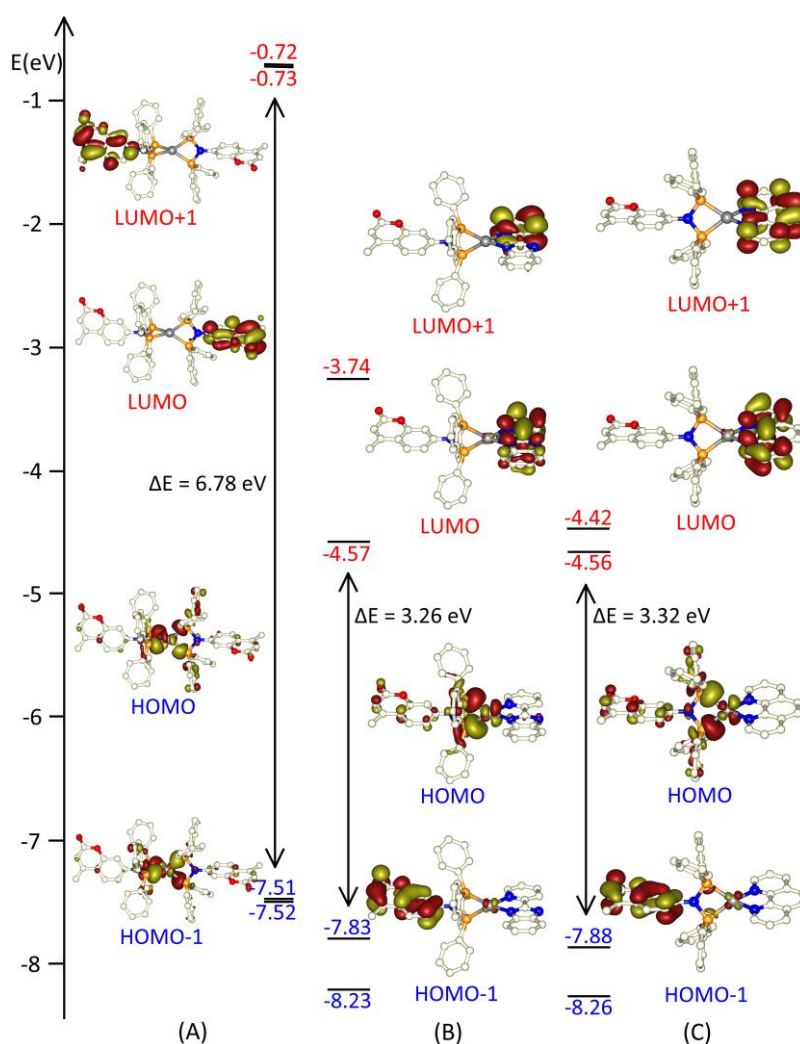 E(eV)
-1
-2
-3
-4
-5
-6
-7
-8
-0.72
-0.73
LUMO+1
LUMO
ΔE = 6.78 eV
HOMO
-7.51
-7.52
HOMO-1
(A)
LUMO+1
-3.74
LUMO
-4.57
ΔE = 3.26 eV
HOMO
-7.83
-8.23
HOMO-1
(B)
LUMO+1
LUMO
-4.42
-4.56
ΔE = 3.32 eV
HOMO
-7.88
-8.26
HOMO-1
(C)